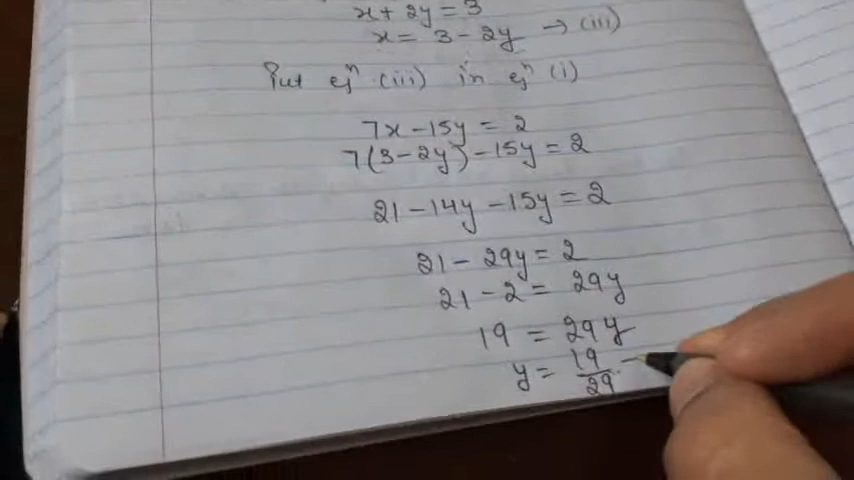 x + 2y = 3
x = 3 - 2y → (iii)
Put eqⁿ (iii) in eqⁿ (i)
7x - 15y = 2
7(3 - 2y) - 15y = 2
21 - 14y - 15y = 2
21 - 29y = 2
21 - 2 = 29y
19 = 29y
y = 19/29